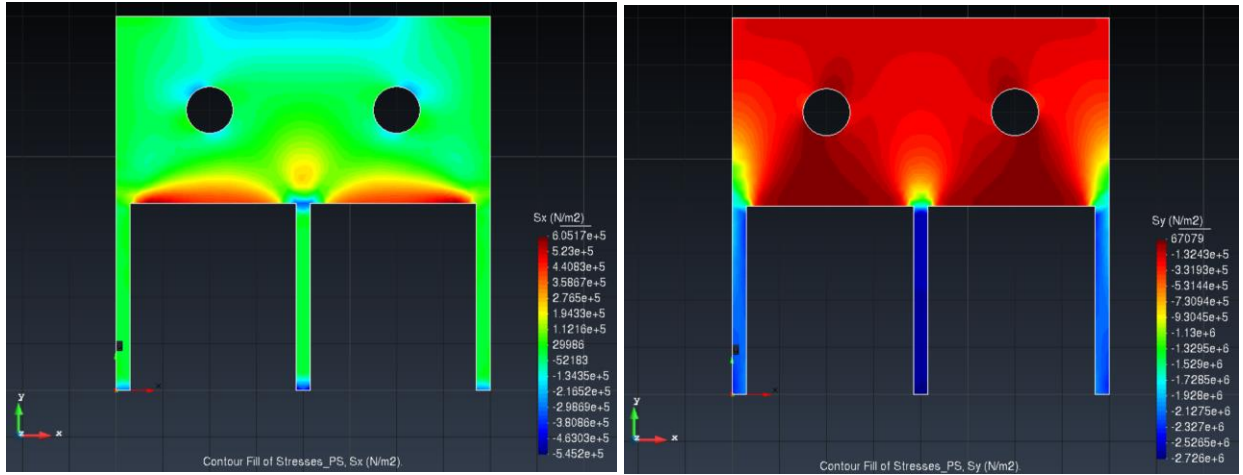 Sx (N/m2)
6.0517e+5
5.23e+5
4.4083e+5
3.5867e+5
2.765e+5
1.9433e+5
1.1216e+5
29986
-52183
-1.3435e+5
-2.1652e+5
-2.9869e+5
-3.8086e+5
-4.6303e+5
-5.452e+5
y
x
x
Contour Fill of Stresses_PS, Sx (N/m2).
Sy (N/m2)
67079
-1.3243e+5
-3.3193e+5
-5.3144e+5
-7.3094e+5
-9.3045e+5
-1.13e+6
-1.3295e+6
-1.529e+6
-1.7285e+6
-1.928e+6
-2.1275e+6
-2.327e+6
-2.5265e+6
-2.726e+6
x
y
x
Contour Fill of Stresses_PS, Sy (N/m2).